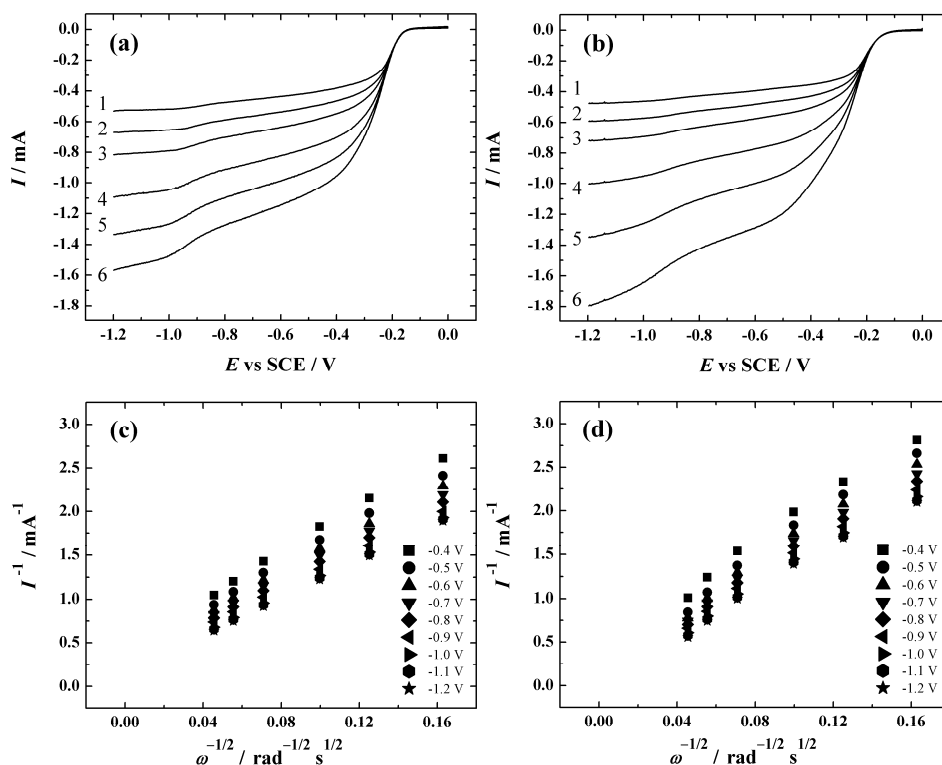 (a)
0.0
-0.2
-0.4
-0.6
-0.8
-1.0
-1.2
-1.4
-1.6
-1.8
I / mA
1
2
3
4
5
6
-1.2 -1.0 -0.8 -0.6 -0.4 -0.2 0.0
E vs SCE / V
(b)
0.0
-0.2
-0.4
-0.6
-0.8
-1.0
-1.2
-1.4
-1.6
-1.8
I / mA
1
2
3
4
5
6
-1.2 -1.0 -0.8 -0.6 -0.4 -0.2 0.0
E vs SCE / V
(c)
3.0
2.5
2.0
1.5
1.0
0.5
0.0
I⁻¹ / mA⁻¹
-0.4 V
-0.5 V
-0.6 V
-0.7 V
-0.8 V
-0.9 V
-1.0 V
-1.1 V
-1.2 V
0.00 0.04 0.08 0.12 0.16
ω⁻¹/² / rad⁻¹/² s¹/²
(d)
3.0
2.5
2.0
1.5
1.0
0.5
0.0
I⁻¹ / mA⁻¹
-0.4 V
-0.5 V
-0.6 V
-0.7 V
-0.8 V
-0.9 V
-1.0 V
-1.1 V
-1.2 V
0.00 0.04 0.08 0.12 0.16
ω⁻¹/² / rad⁻¹/² s¹/²